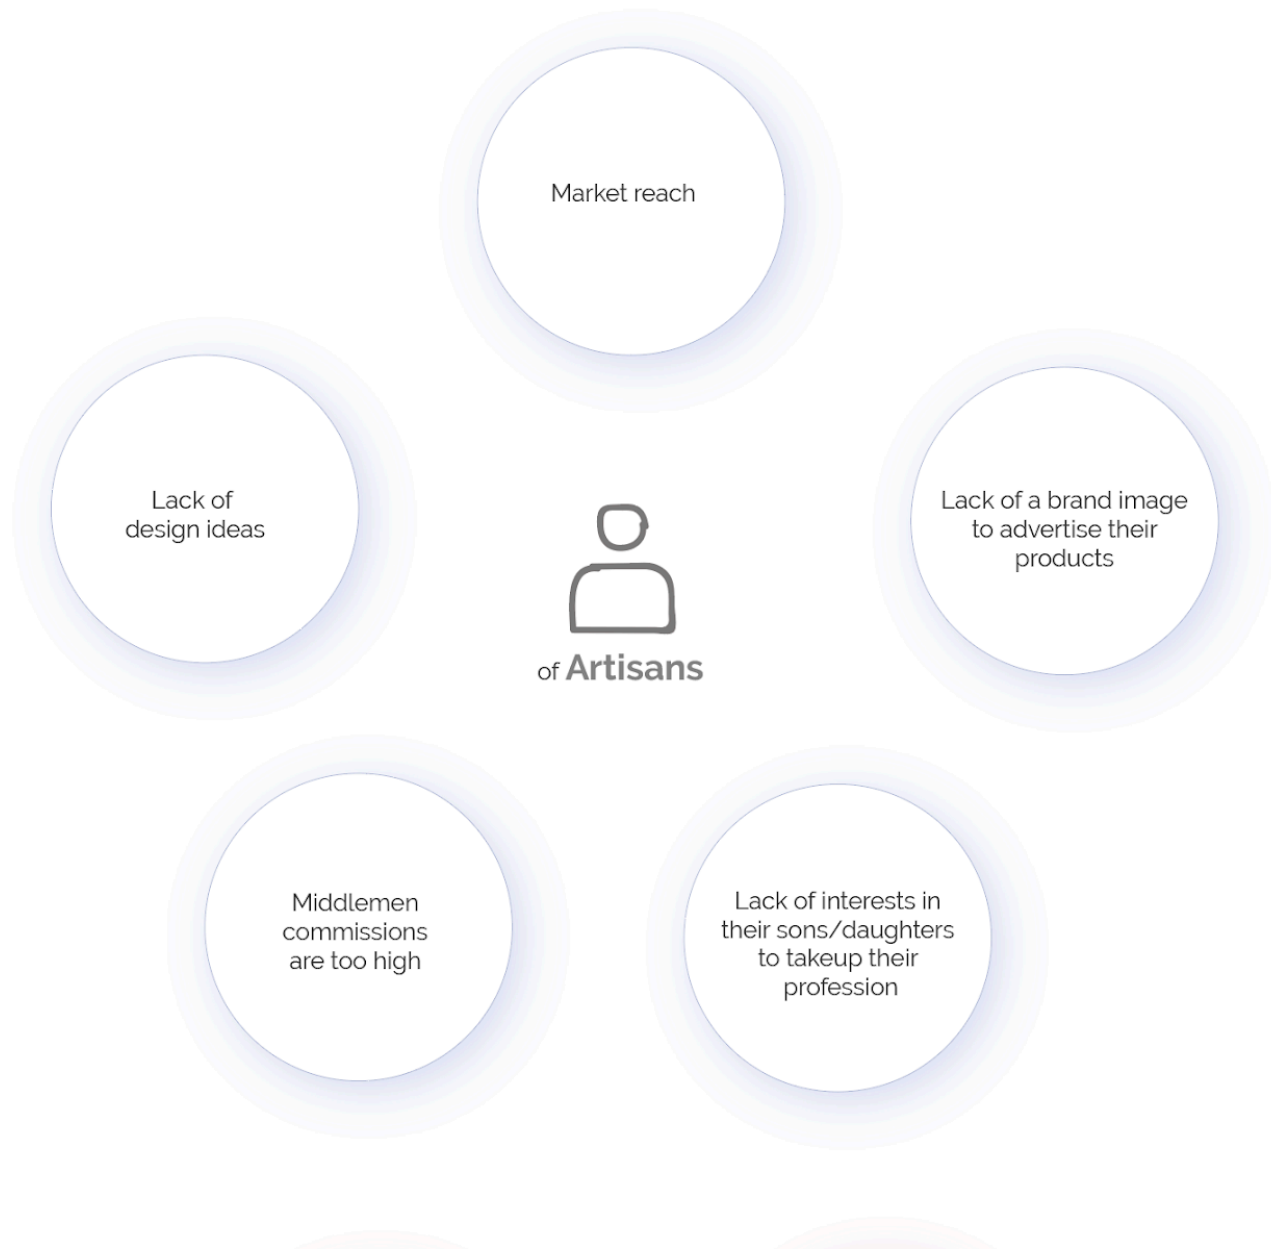 Market reach
Lack of
design ideas
Lack of a brand image
to advertise their
products
of Artisans
Middlemen
commissions
are too high
Lack of interests in
their sons/daughters
to takeup their
profession